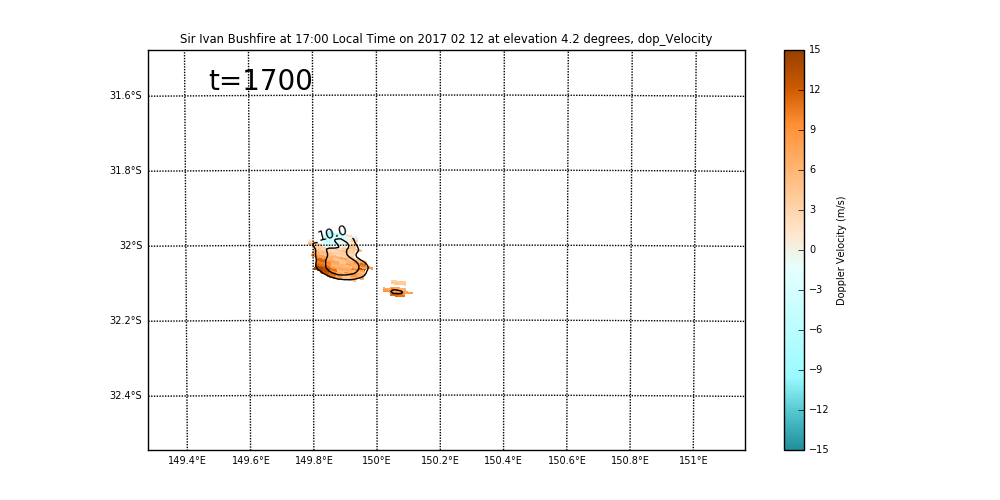 Sir Ivan Bushfire at 17:00 Local Time on 2017 02 12 at elevation 4.2 degrees, dop_Velocity
t=1700
31.6°S
31.8°S
32°S
32.2°S
32.4°S
10.0
149.4°E 149.6°E 149.8°E 150°E 150.2°E 150.4°E 150.6°E 150.8°E 151°E
15
12
9
6
3
0
−3
−6
−9
−12
−15
Doppler Velocity (m/s)